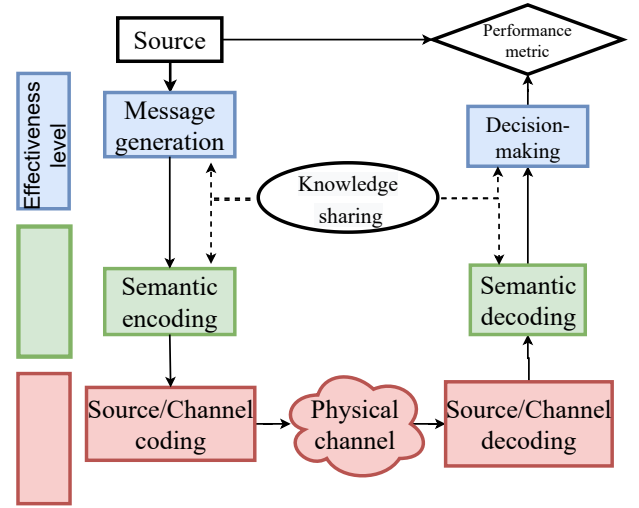 Source
Performance
metric
Effectiveness
level
Message
generation
Decision-
making
Knowledge
sharing
Semantic
encoding
Semantic
decoding
Source/Channel
coding
Physical
channel
Source/Channel
decoding